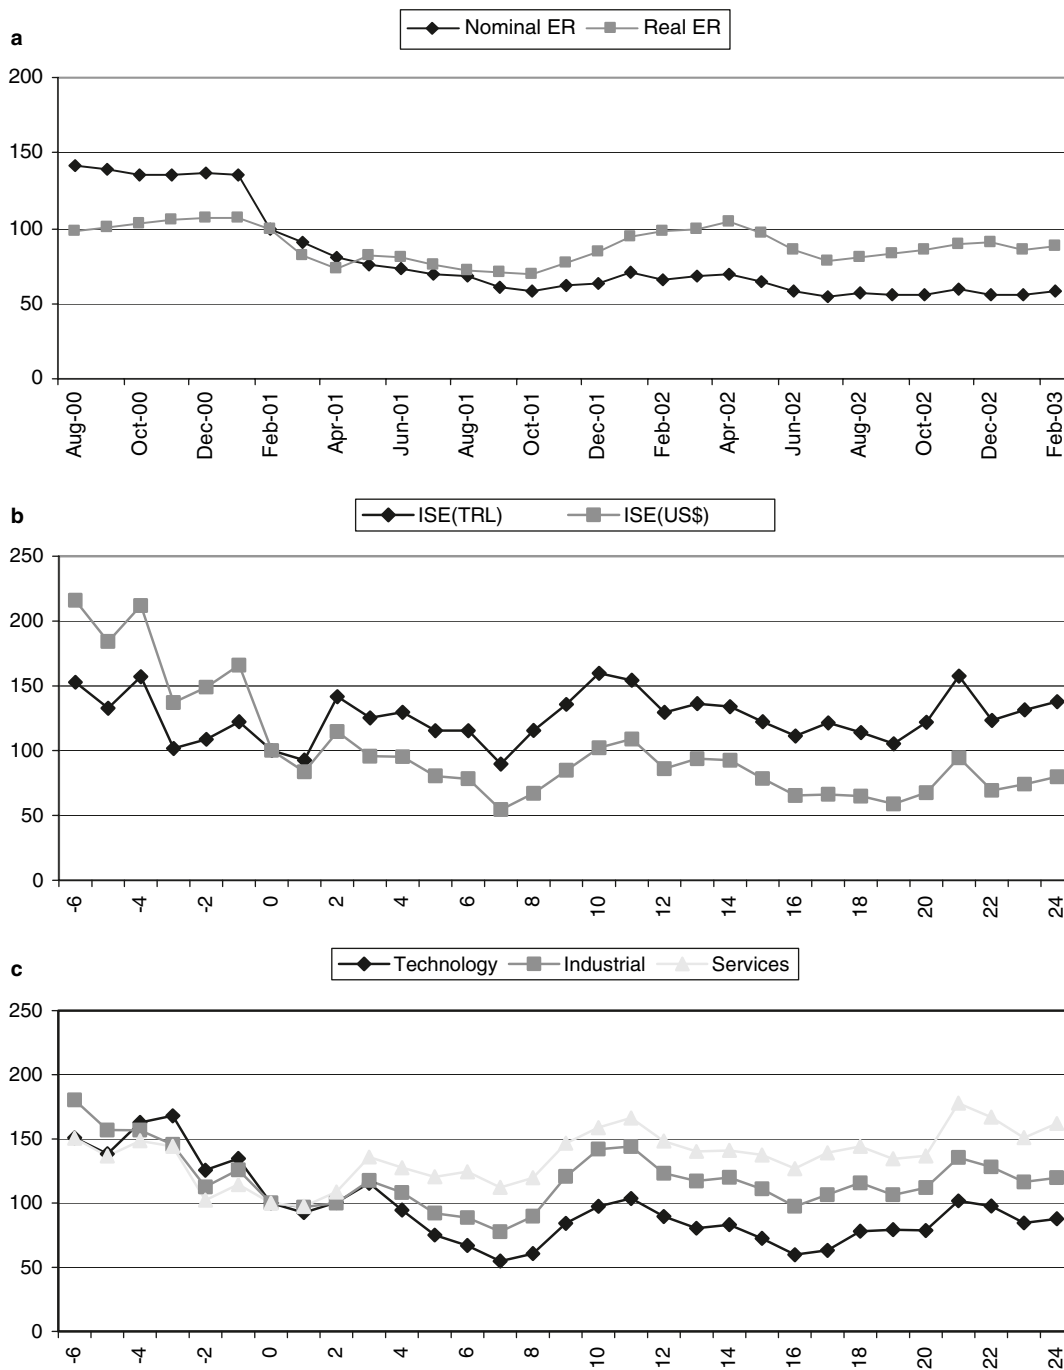 a
Nominal ER Real ER
200
150
100
50
0
Aug-00 Oct-00 Dec-00 Feb-01 Apr-01 Jun-01 Aug-01 Oct-01 Dec-01 Feb-02 Apr-02 Jun-02 Aug-02 Oct-02 Dec-02 Feb-03
b
ISE(TRL) ISE(US$)
250
200
150
100
50
0
-6 -4 -2 0 2 4 6 8 10 12 14 16 18 20 22 24
c
Technology Industrial Services
250
200
150
100
50
0
-6 -4 -2 0 2 4 6 8 10 12 14 16 18 20 22 24